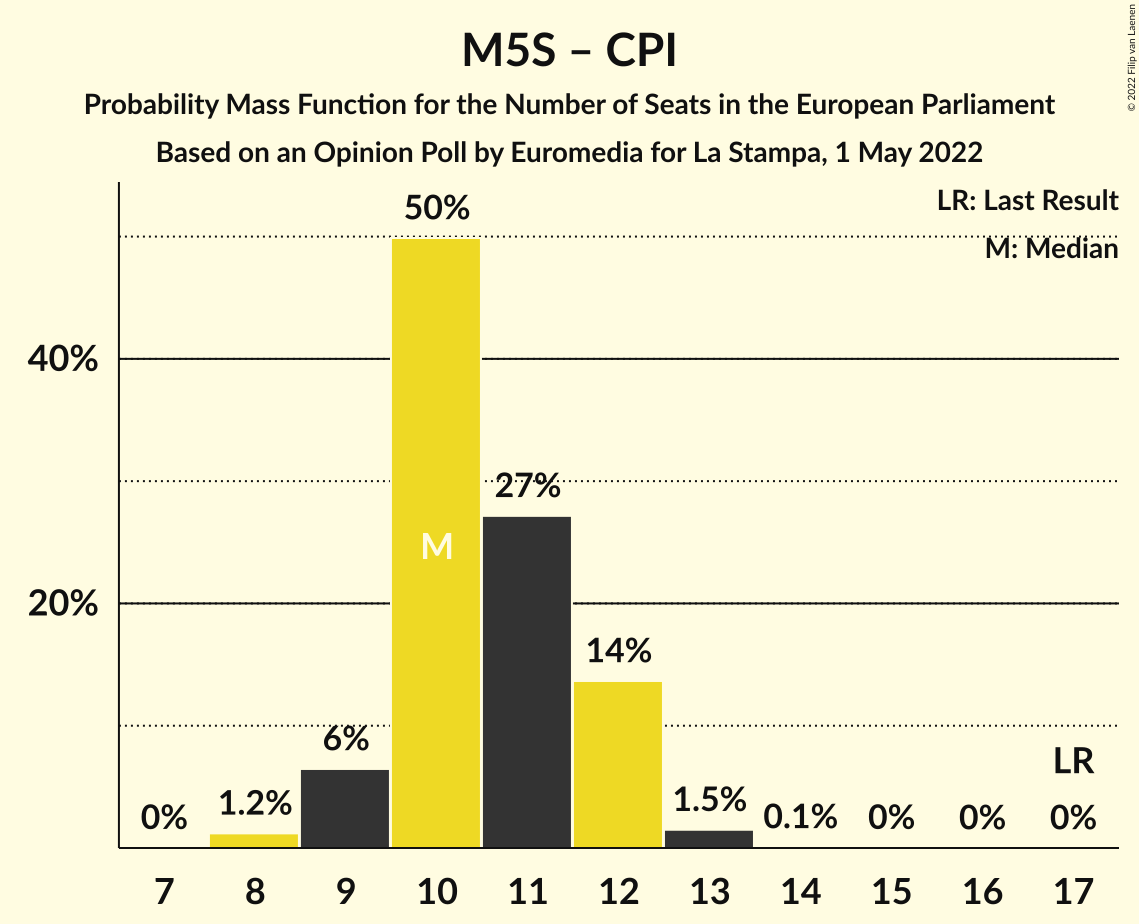 M5S – CPI
Probability Mass Function for the Number of Seats in the European Parliament
Based on an Opinion Poll by Euromedia for La Stampa, 1 May 2022
© 2022 Filip van Laenen
LR: Last Result
M: Median
50%
40%
27%
M
20%
14%
6%
LR
0% 1.2% 1.5% 0.1% 0% 0% 0%
7 8 9 10 11 12 13 14 15 16 17